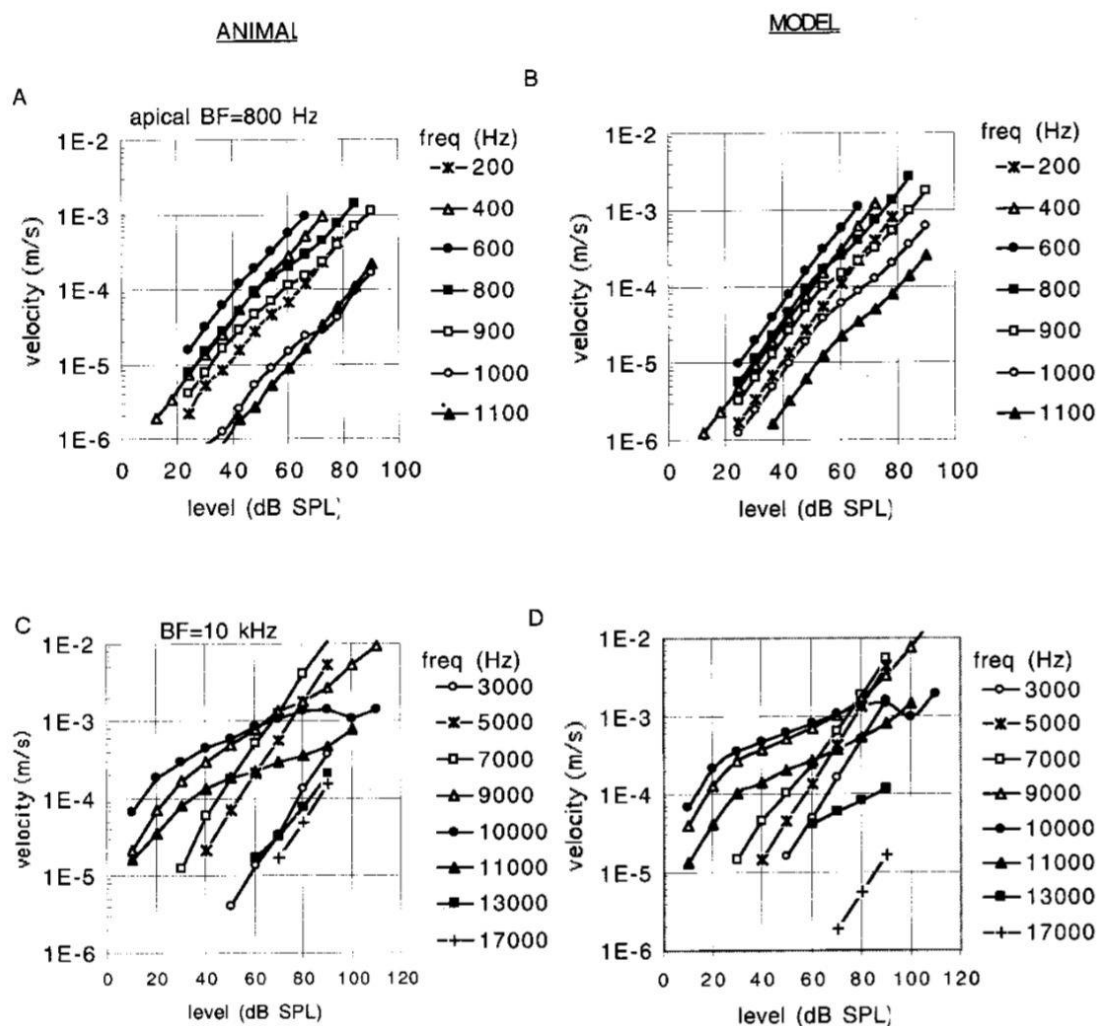 ANIMAL
MODEL
A
apical BF=800 Hz
1E-2
1E-3
1E-4
1E-5
1E-6
velocity (m/s)
0 20 40 60 80 100
level (dB SPL)
freq (Hz)
200
400
600
800
900
1000
1100
B
1E-2
1E-3
1E-4
1E-5
1E-6
velocity (m/s)
0 20 40 60 80 100
level (dB SPL)
freq (Hz)
200
400
600
800
900
1000
1100
C
BF=10 kHz
1E-2
1E-3
1E-4
1E-5
1E-6
velocity (m/s)
0 20 40 60 80 100 120
level (dB SPL)
freq (Hz)
3000
5000
7000
9000
10000
11000
13000
17000
D
1E-2
1E-3
1E-4
1E-5
1E-6
velocity (m/s)
0 20 40 60 80 100 120
level (dB SPL)
freq (Hz)
3000
5000
7000
9000
10000
11000
13000
17000